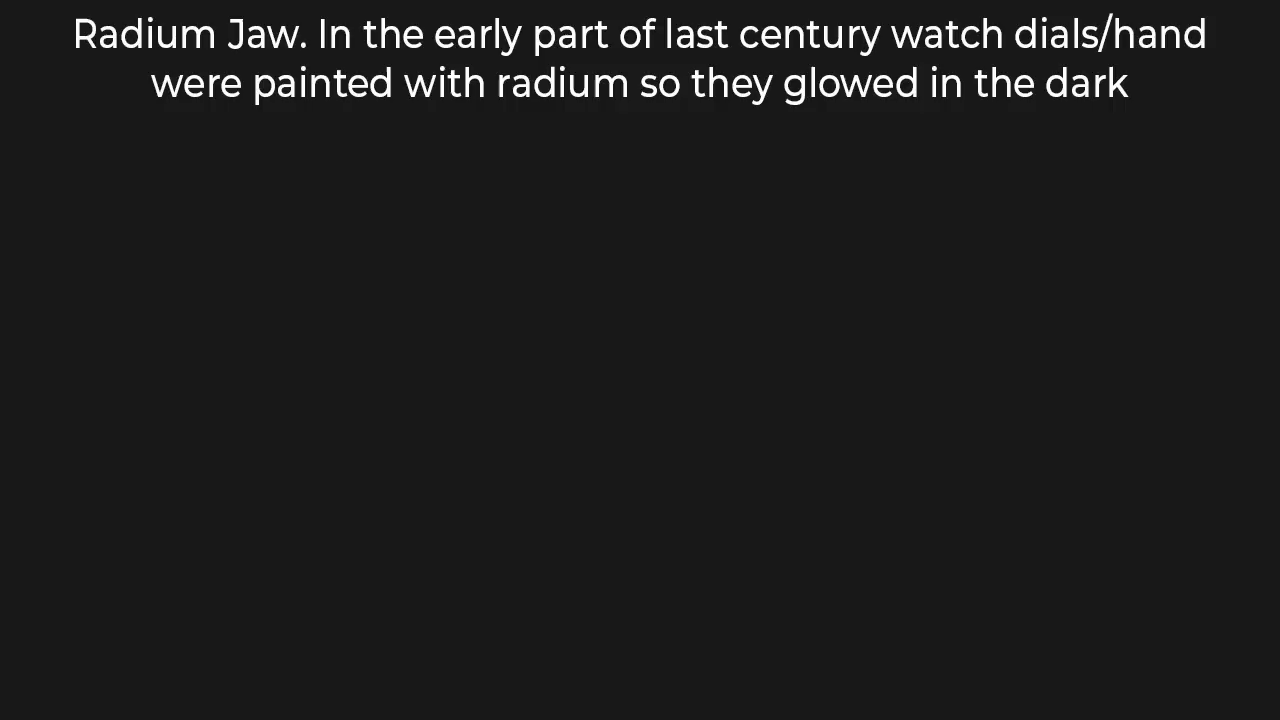 Radium Jaw. In the early part of last century watch dials/hand
were painted with radium so they glowed in the dark